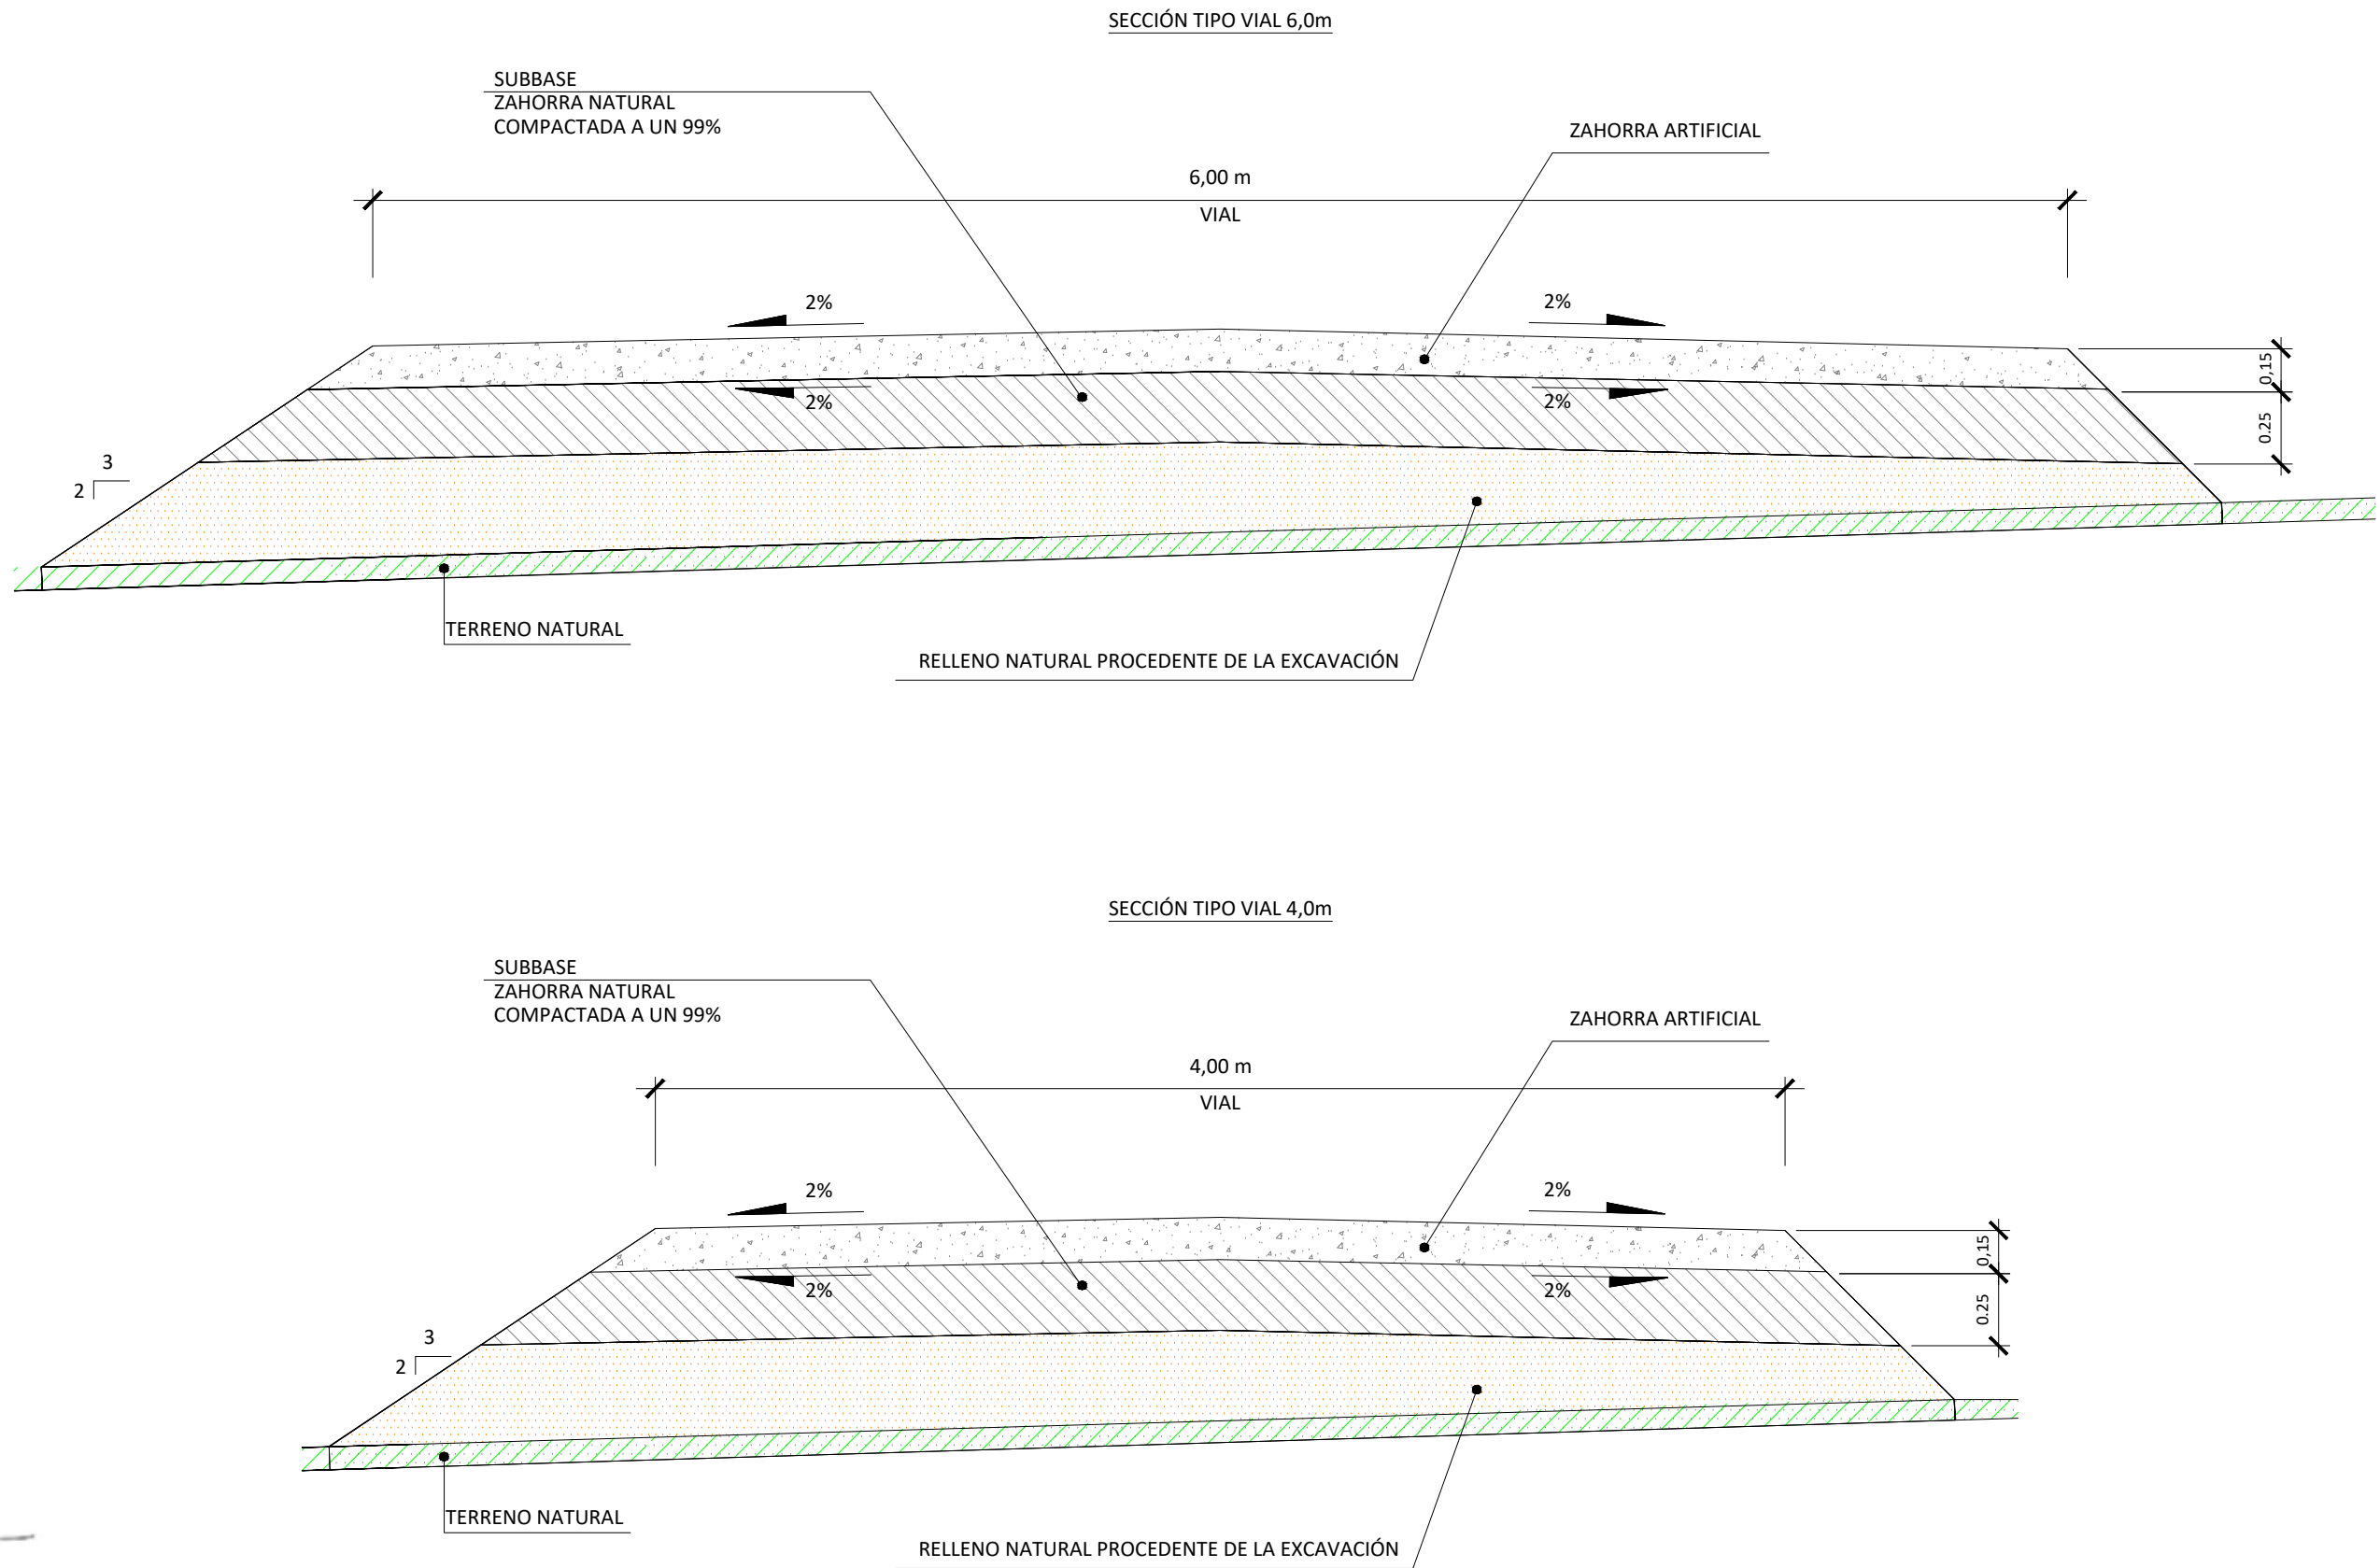 SECCIÓN TIPO VIAL 6,0m
SUBBASE
ZAHORRA NATURAL
COMPACTADA A UN 99%
ZAHORRA ARTIFICIAL
6,00 m
VIAL
2%
2%
2%
2%
0,15
0.25
3
2
TERRENO NATURAL
RELLENO NATURAL PROCEDENTE DE LA EXCAVACIÓN
SECCIÓN TIPO VIAL 4,0m
SUBBASE
ZAHORRA NATURAL
COMPACTADA A UN 99%
ZAHORRA ARTIFICIAL
4,00 m
VIAL
2%
2%
2%
2%
0,15
0.25
3
2
TERRENO NATURAL
RELLENO NATURAL PROCEDENTE DE LA EXCAVACIÓN